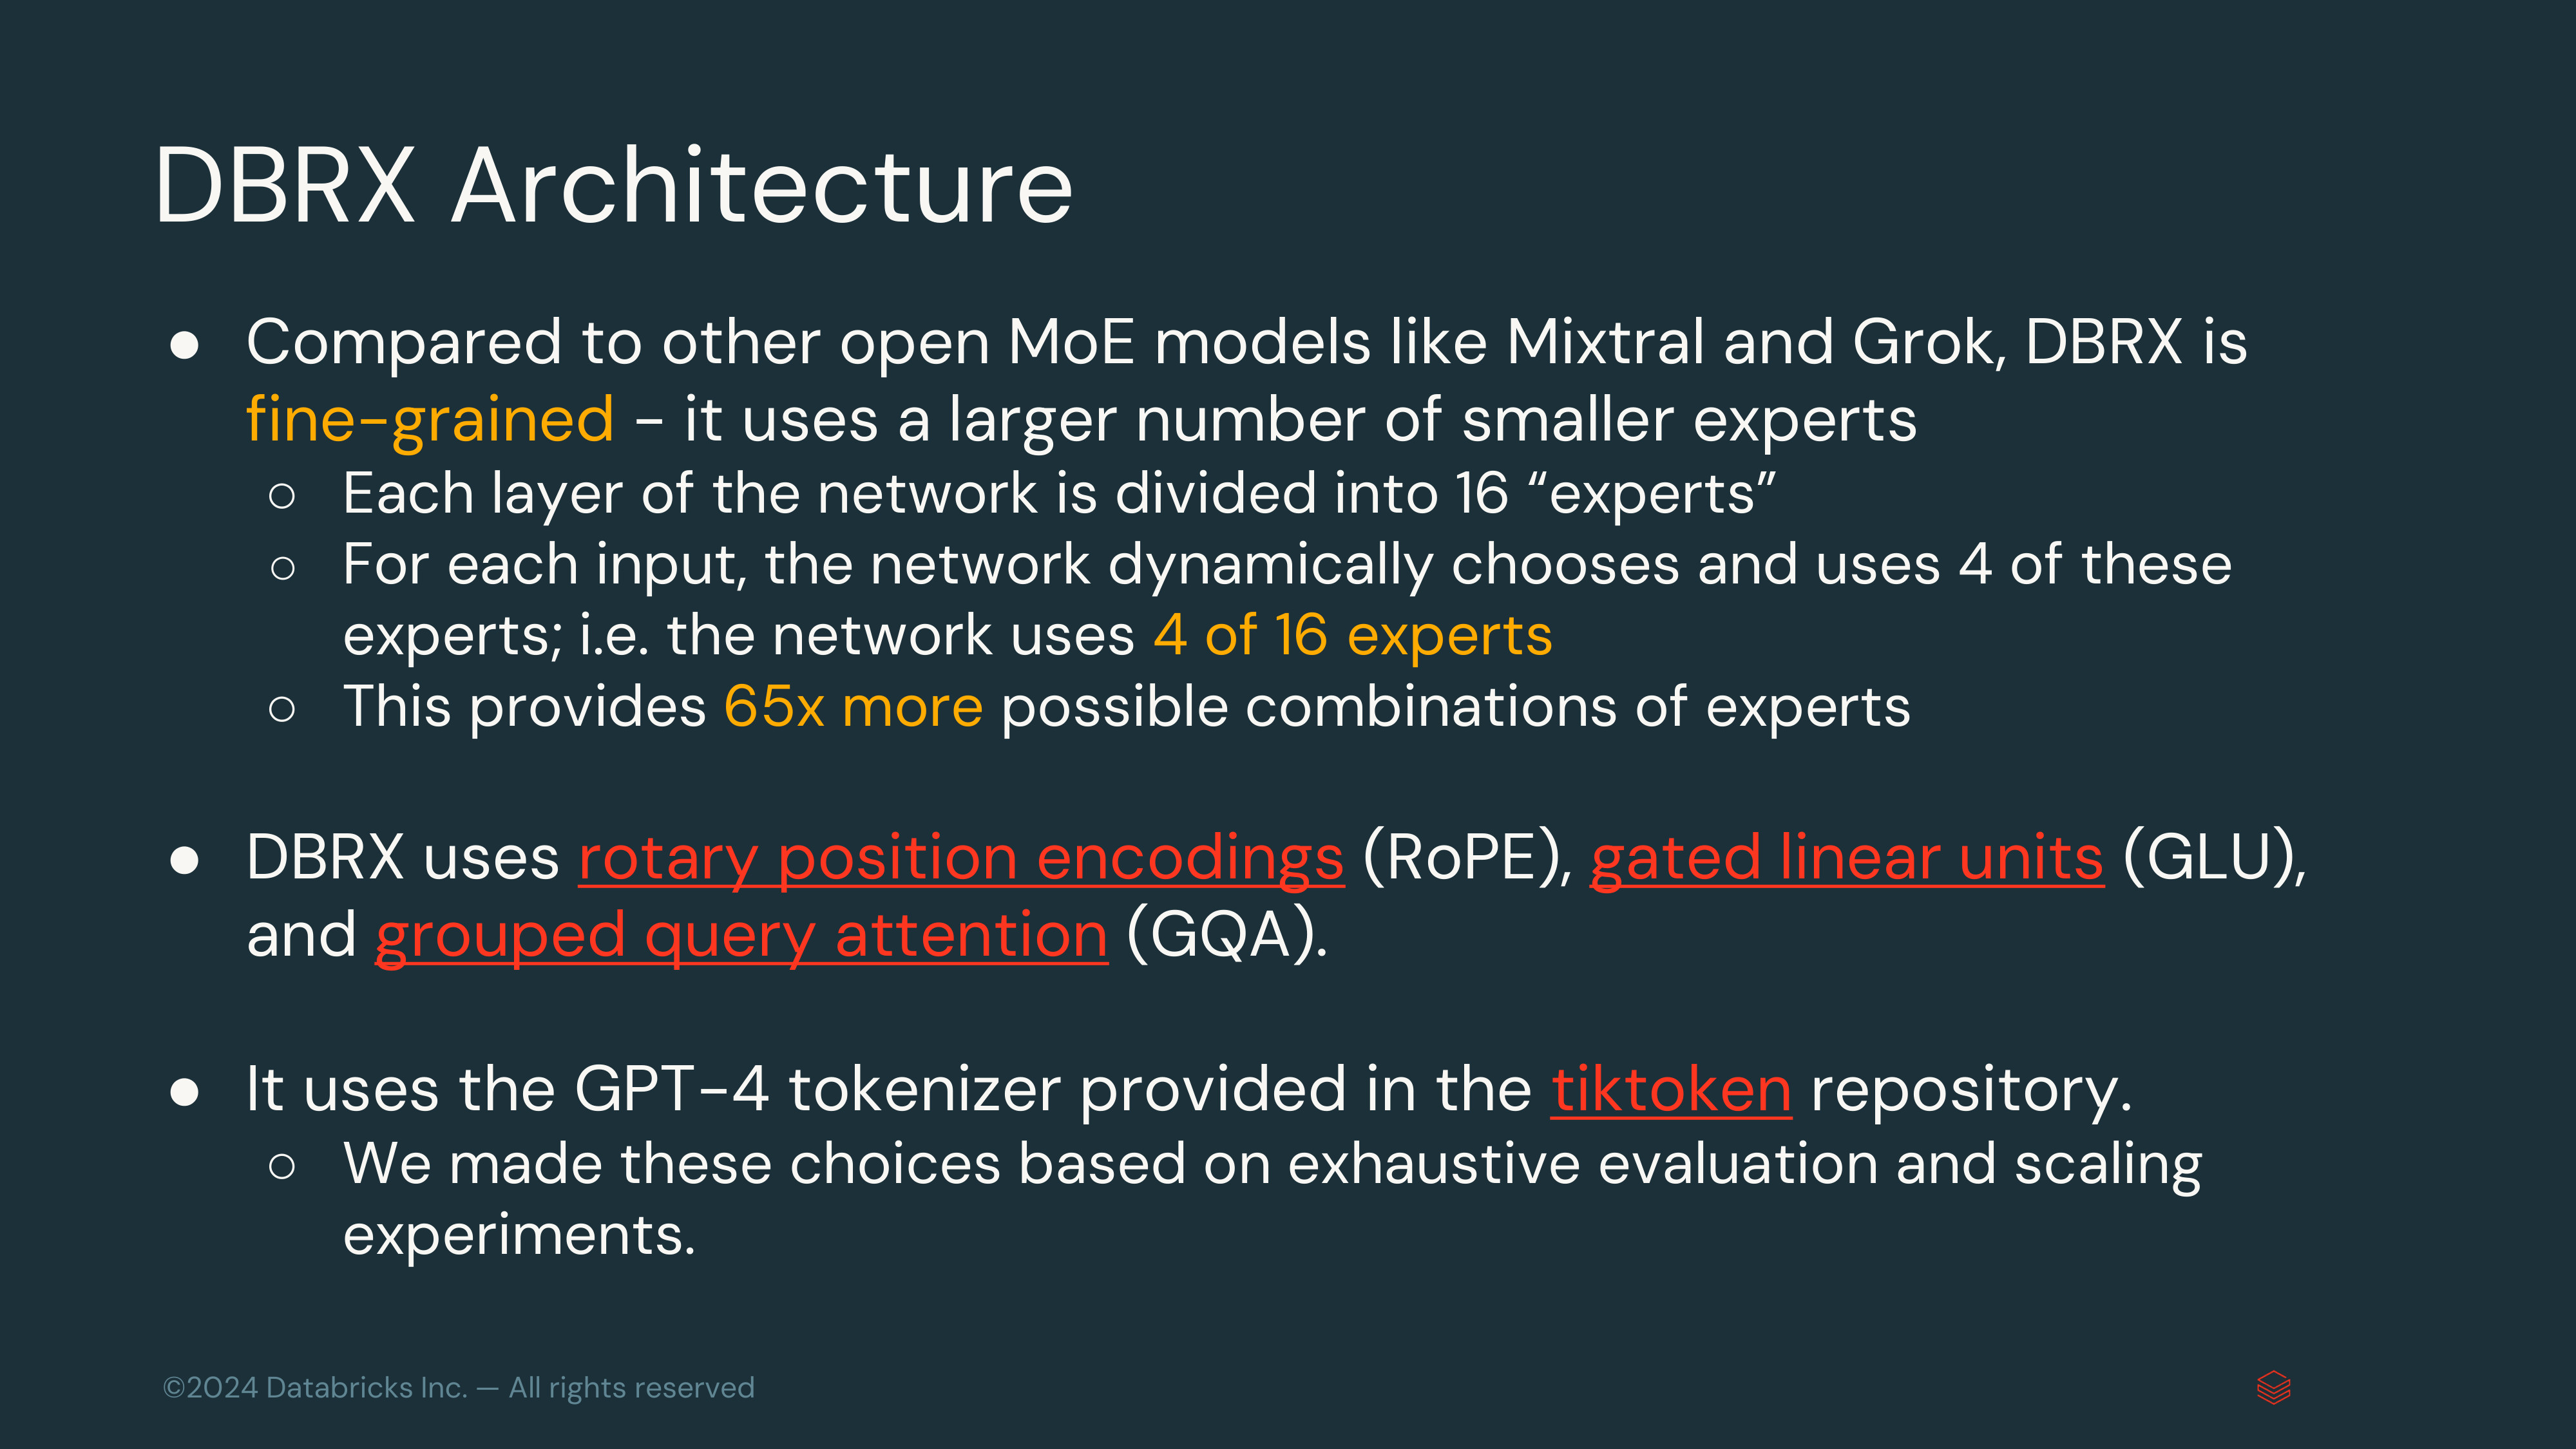 DBRX Architecture
● Compared to other open MoE models like Mixtral and Grok, DBRX is
fine-grained - it uses a larger number of smaller experts
○ Each layer of the network is divided into 16 “experts”
○ For each input, the network dynamically chooses and uses 4 of these
experts; i.e. the network uses 4 of 16 experts
○ This provides 65x more possible combinations of experts
● DBRX uses rotary position encodings (RoPE), gated linear units (GLU),
and grouped query attention (GQA).
● It uses the GPT-4 tokenizer provided in the tiktoken repository.
○ We made these choices based on exhaustive evaluation and scaling
experiments.
©2024 Databricks Inc. — All rights reserved